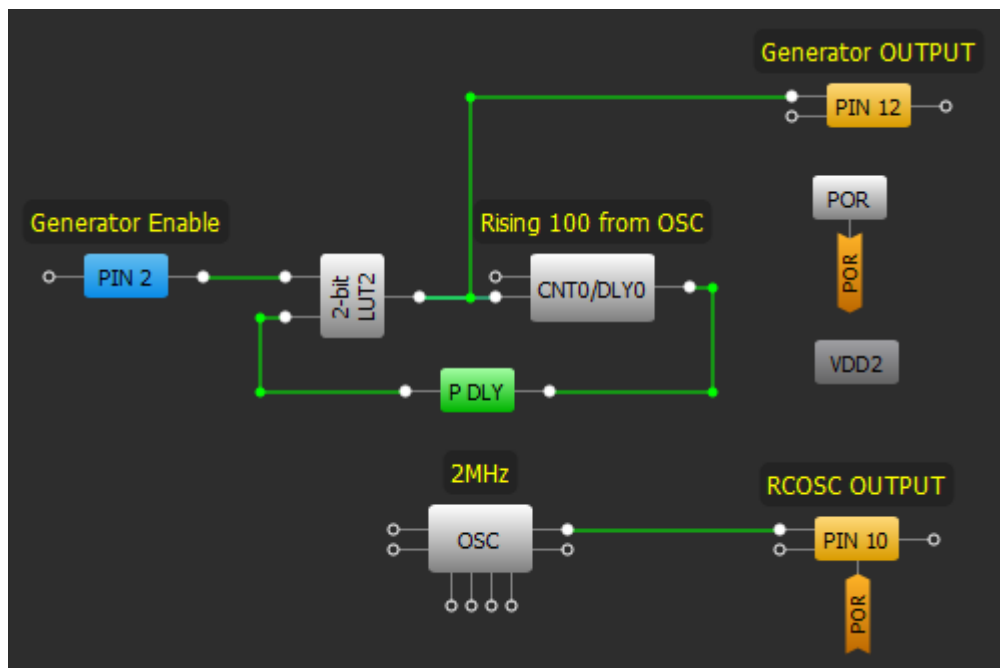 Generator OUTPUT
PIN 12
POR
POR
VDD2
Generator Enable
PIN 2
2-bit
LUT2
Rising 100 from OSC
CNT0/DLY0
P DLY
2MHz
OSC
RCOSC OUTPUT
PIN 10
POR